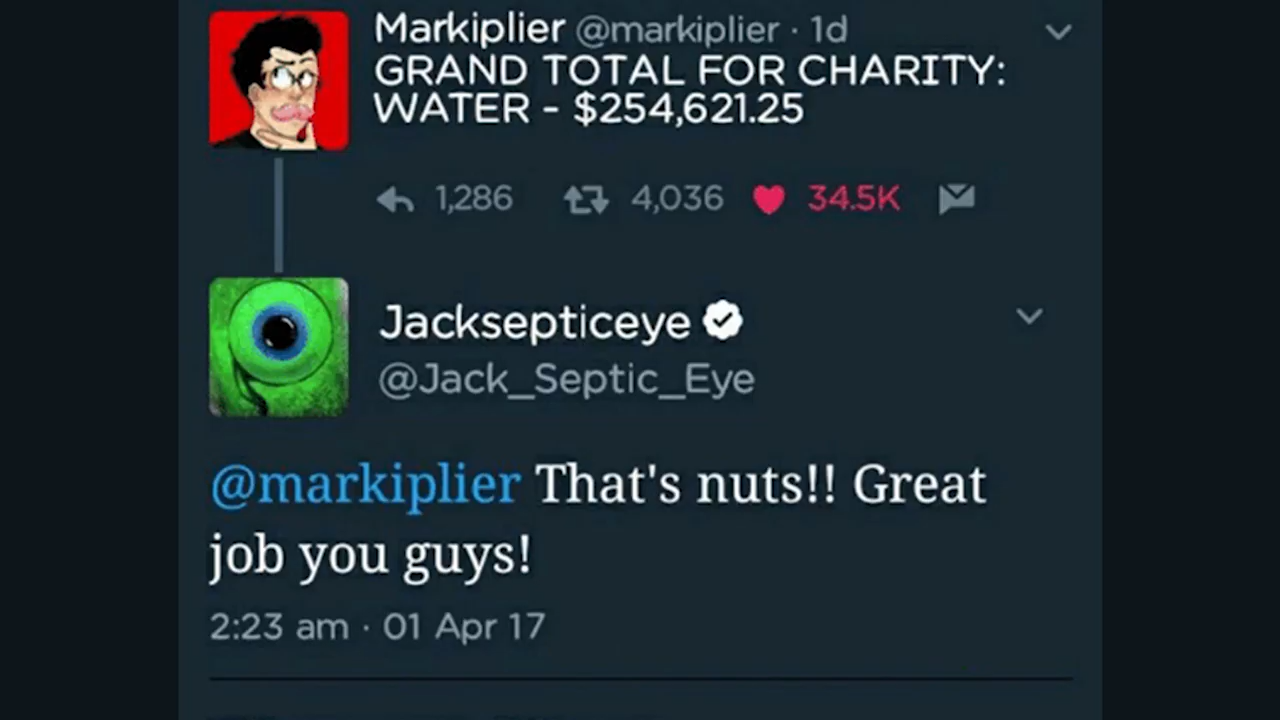 Markiplier @markiplier · 1d
GRAND TOTAL FOR CHARITY:
WATER - $254,621.25
1,286 4,036 34.5K
Jacksepticeye
@Jack_Septic_Eye
@markiplier That's nuts!! Great
job you guys!
2:23 am · 01 Apr 17